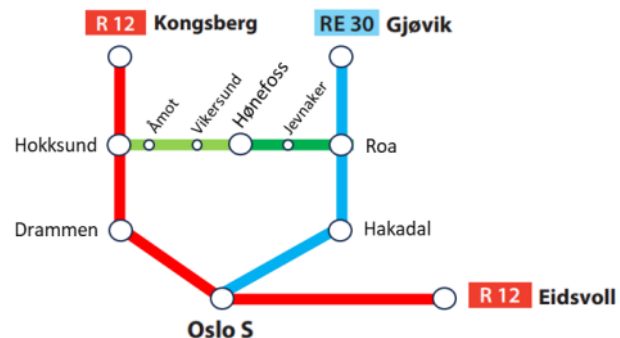 R 12 Kongsberg
RE 30 Gjøvik
Åmot
Vikersund
Hønefoss
Jevnaker
Hokksund
Roa
Drammen
Hakadal
R 12 Eidsvoll
Oslo S